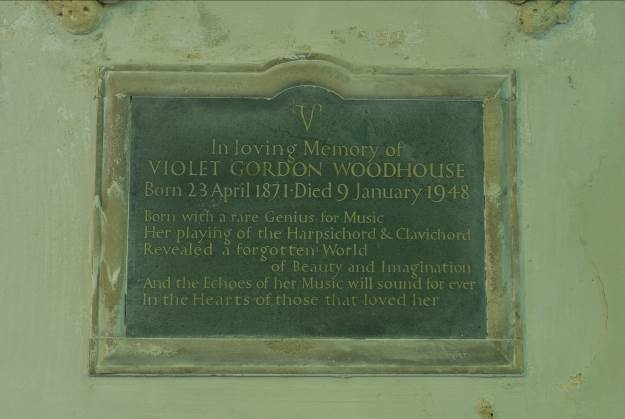 V
In loving Memory of
VIOLET GORDON WOODHOUSE
Born 23 April 1871·Died 9 January 1948
Born with a rare Genius for Music
Her playing of the Harpsichord & Clavichord
Revealed a forgotten World
of Beauty and Imagination
And the Echoes of her Music will sound for ever
In the Hearts of those that loved her